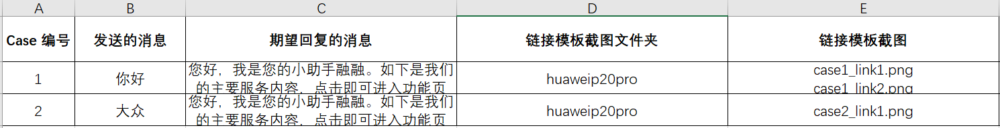 A B C D E
Case 编号 发送的消息 期望回复的消息 链接模板截图文件夹 链接模板截图
1 你好 您好，我是您的小助手融融。如下是我们 huaweip20pro case1_link1.png
的主要服务内容，点击即可进入功能页 case1_link2.png
2 大众 您好，我是您的小助手融融。如下是我们 huaweip20pro case2_link1.png
的主要服务内容，点击即可进入功能页